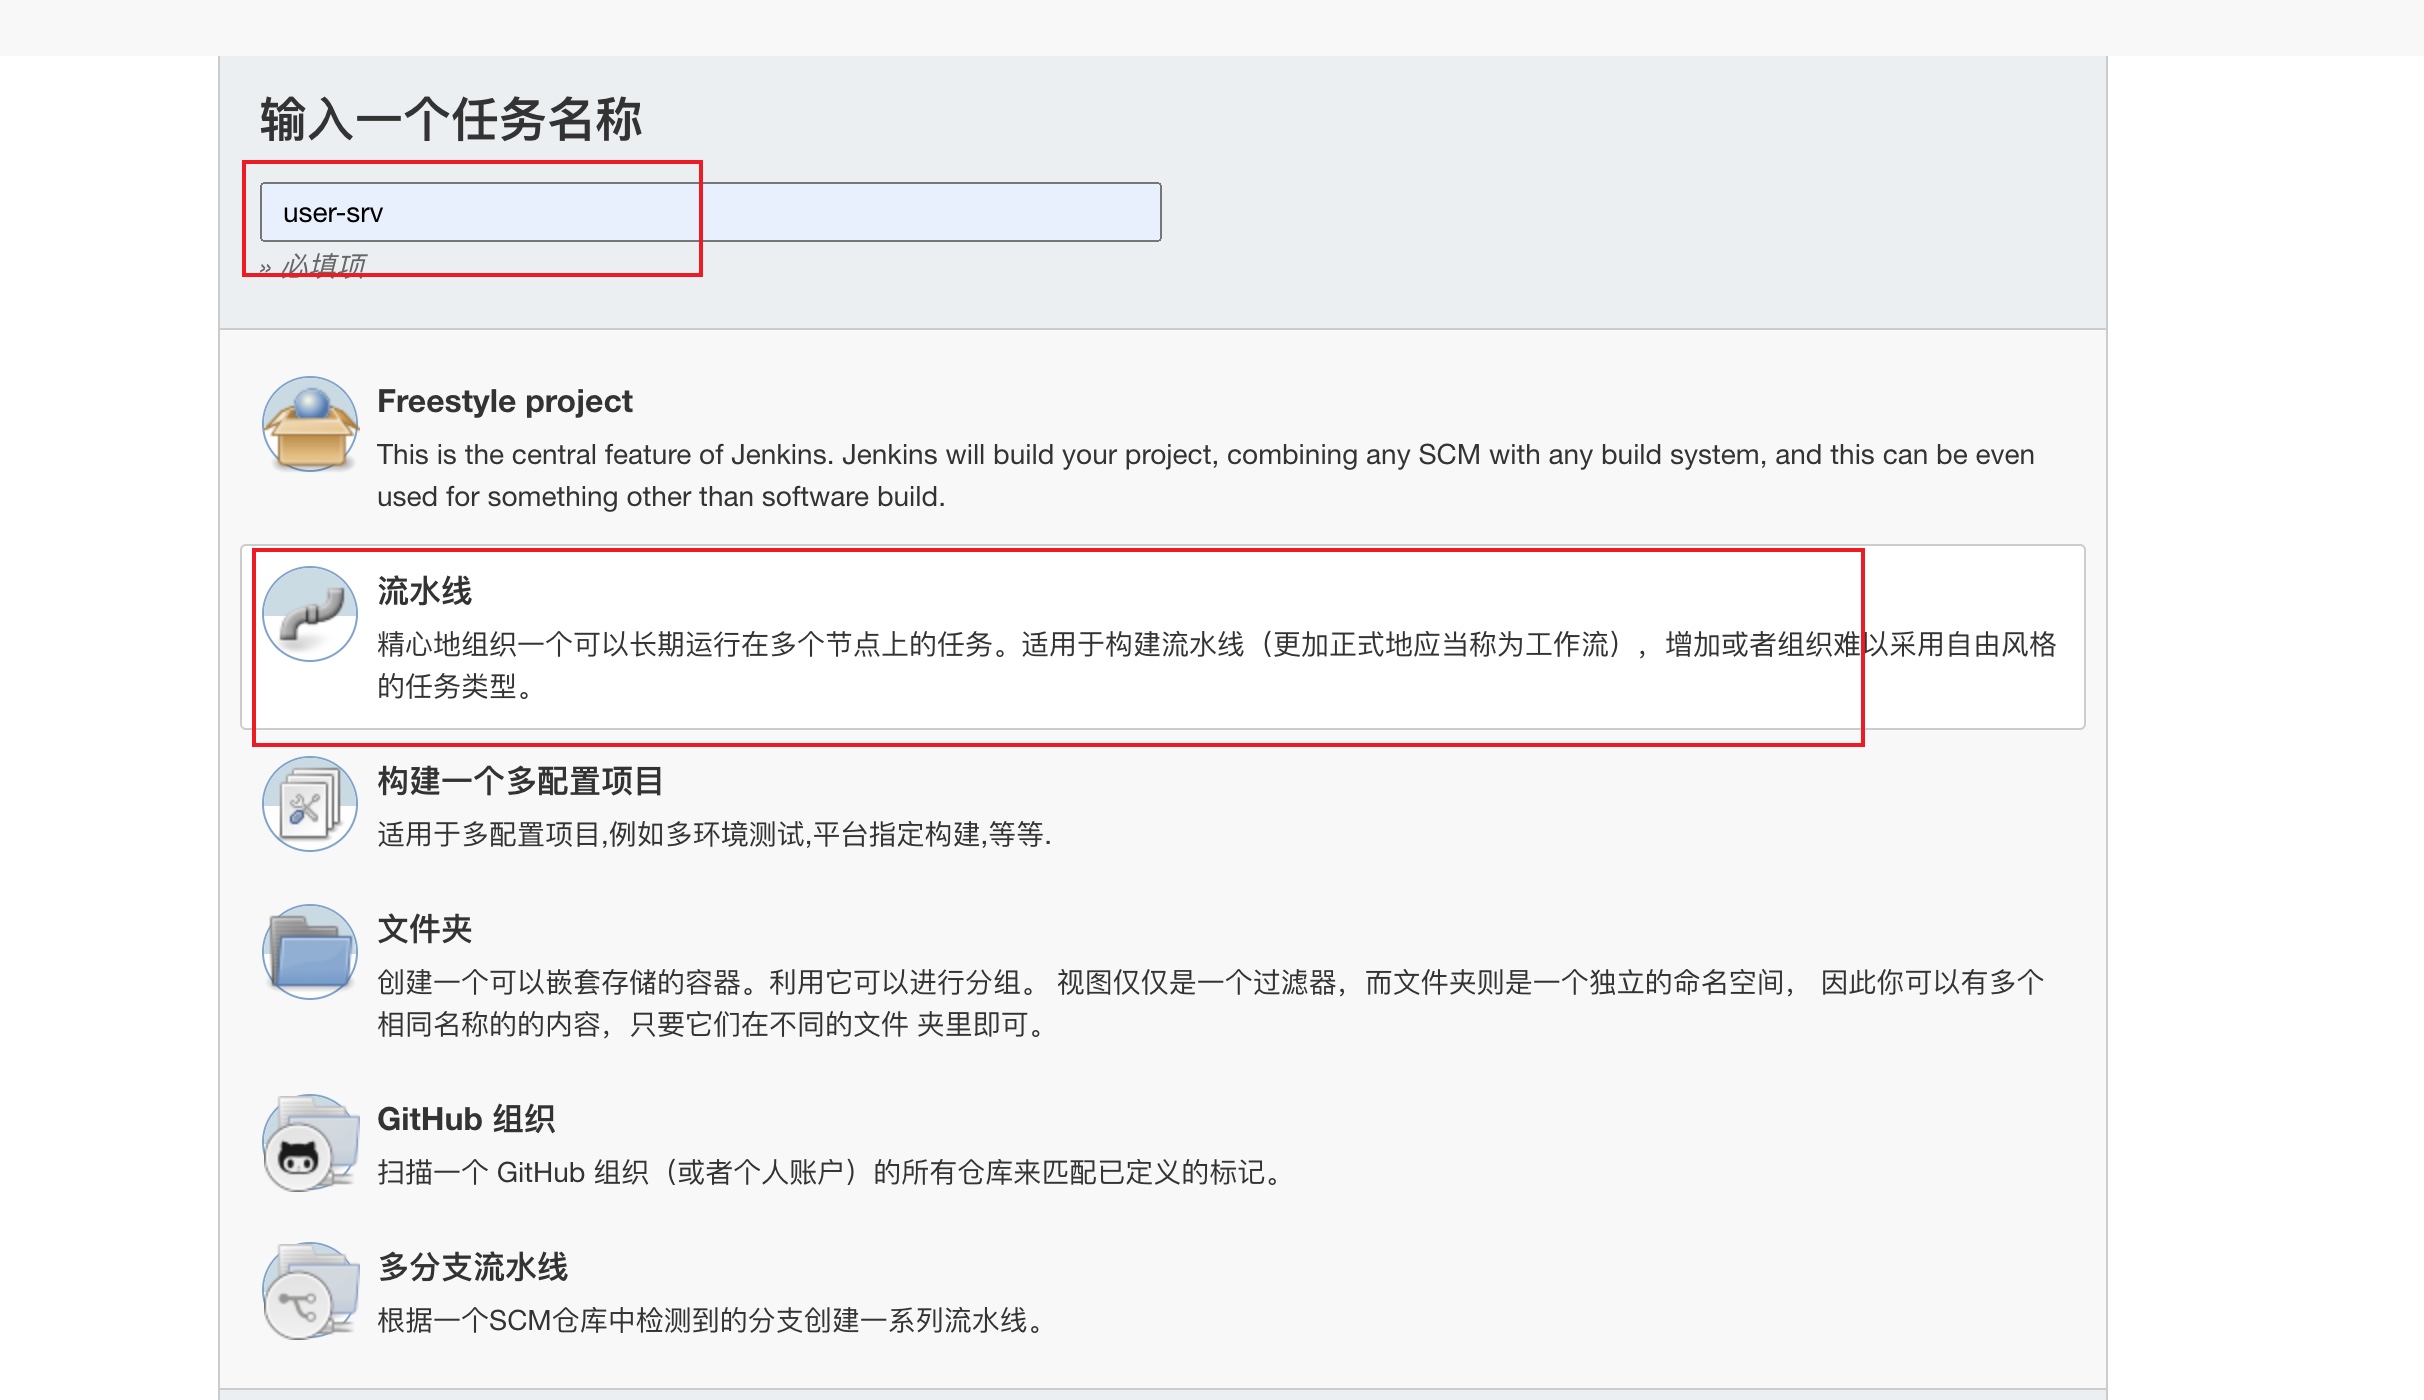 输入一个任务名称
user-srv
» 必填项
Freestyle project
This is the central feature of Jenkins. Jenkins will build your project, combining any SCM with any build system, and this can be even
used for something other than software build.
流水线
精心地组织一个可以长期运行在多个节点上的任务。适用于构建流水线（更加正式地应当称为工作流），增加或者组织难以采用自由风格
的任务类型。
构建一个多配置项目
适用于多配置项目,例如多环境测试,平台指定构建,等等.
文件夹
创建一个可以嵌套存储的容器。利用它可以进行分组。 视图仅仅是一个过滤器，而文件夹则是一个独立的命名空间， 因此你可以有多个
相同名称的的内容，只要它们在不同的文件 夹里即可。
GitHub 组织
扫描一个 GitHub 组织（或者个人账户）的所有仓库来匹配已定义的标记。
多分支流水线
根据一个SCM仓库中检测到的分支创建一系列流水线。